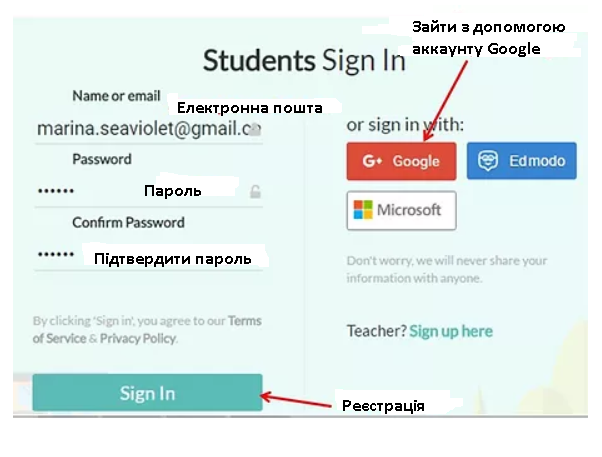 Зайти з допомогою
аккаунту Google
Students Sign In
Name or email
Електронна пошта
marina.seaviolet@gmail.c
Password
••••••
Пароль
Confirm Password
••••••
Підтвердити пароль
By clicking 'Sign in', you agree to our Terms
of Service & Privacy Policy.
Sign In
or sign in with:
G+ Google
Edmodo
Microsoft
Don't worry, we will never share your
information with anyone.
Teacher? Sign up here
Реєстрація